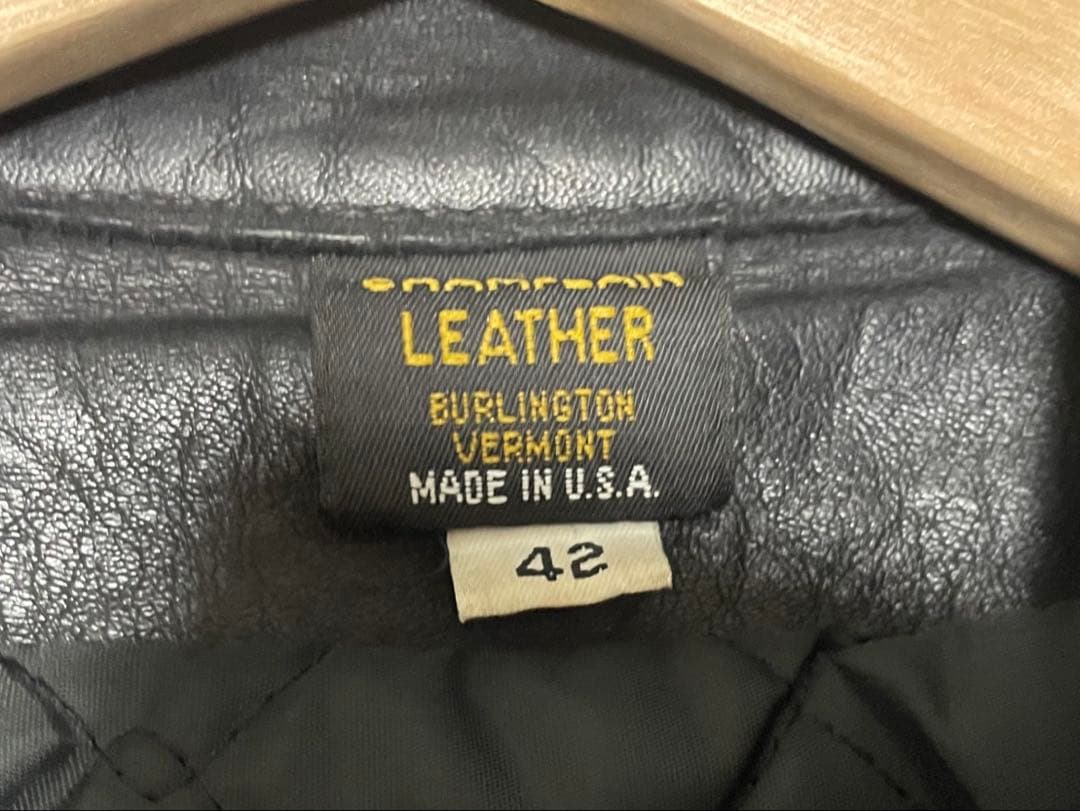 LEATHER
BURLINGTON
VERMONT
MADE IN U.S.A.
42